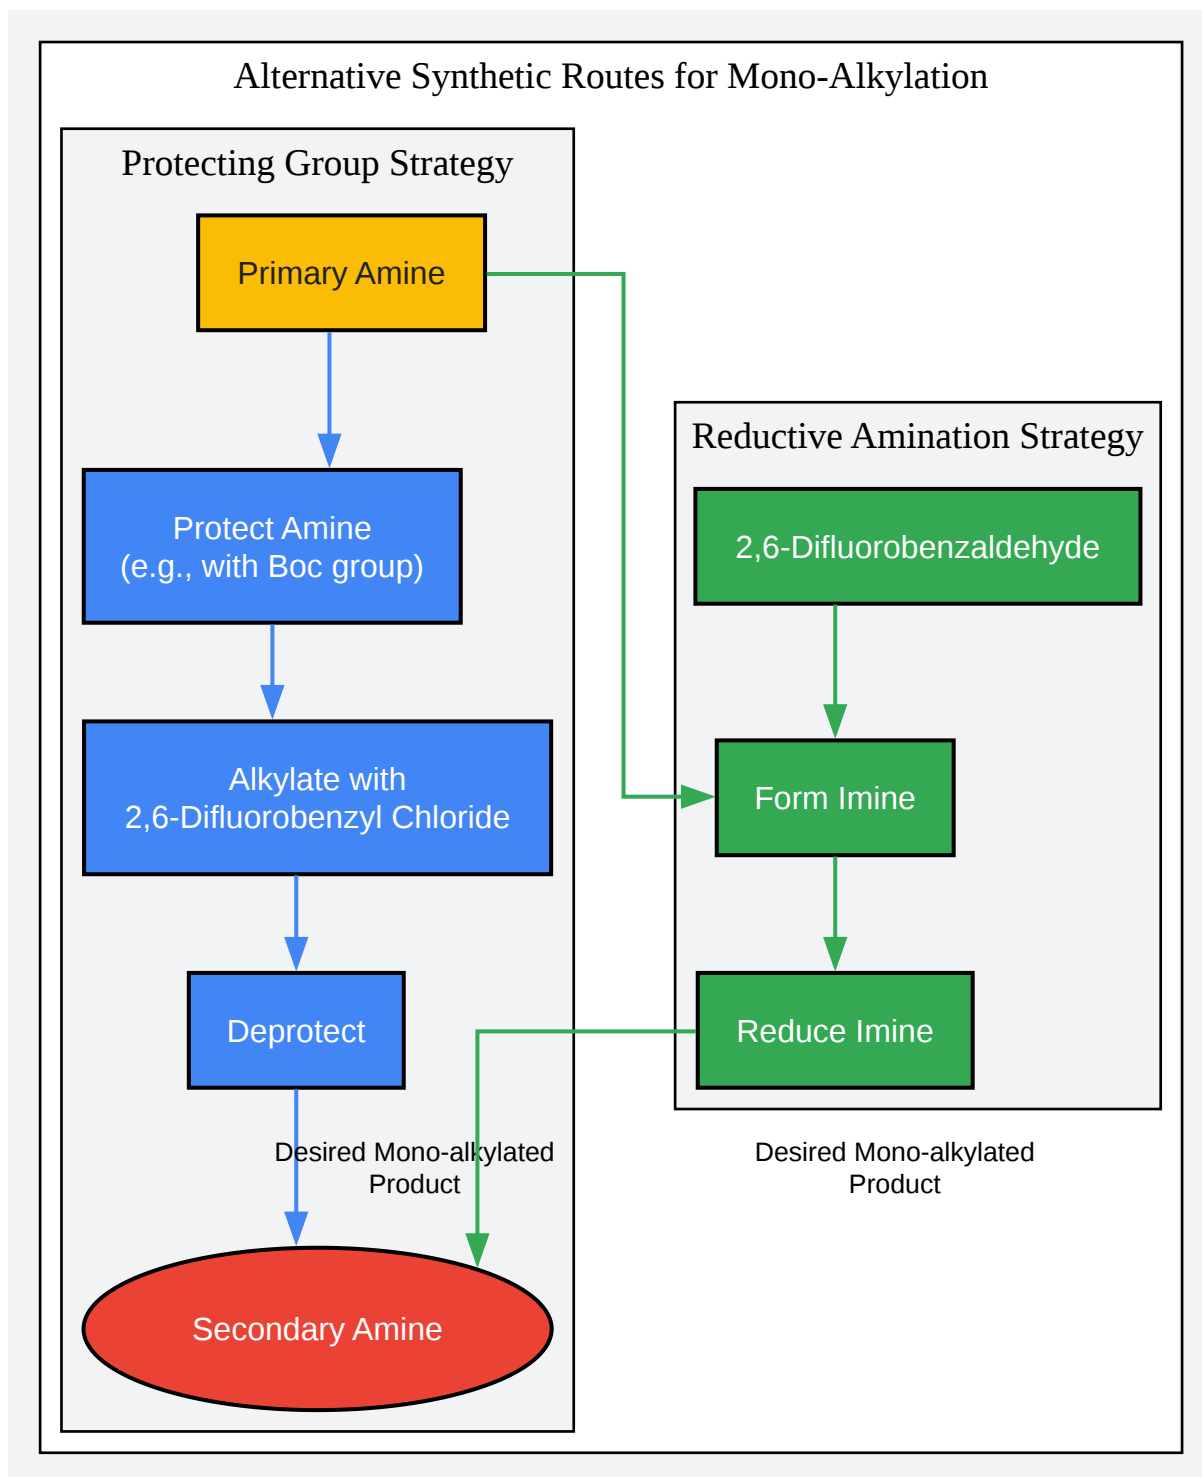 Alternative Synthetic Routes for Mono-Alkylation
Protecting Group Strategy
Primary Amine
Protect Amine
(e.g., with Boc group)
Alkylate with
2,6-Difluorobenzyl Chloride
Deprotect
Desired Mono-alkylated
Product
Secondary Amine
Reductive Amination Strategy
2,6-Difluorobenzaldehyde
Form Imine
Reduce Imine
Desired Mono-alkylated
Product